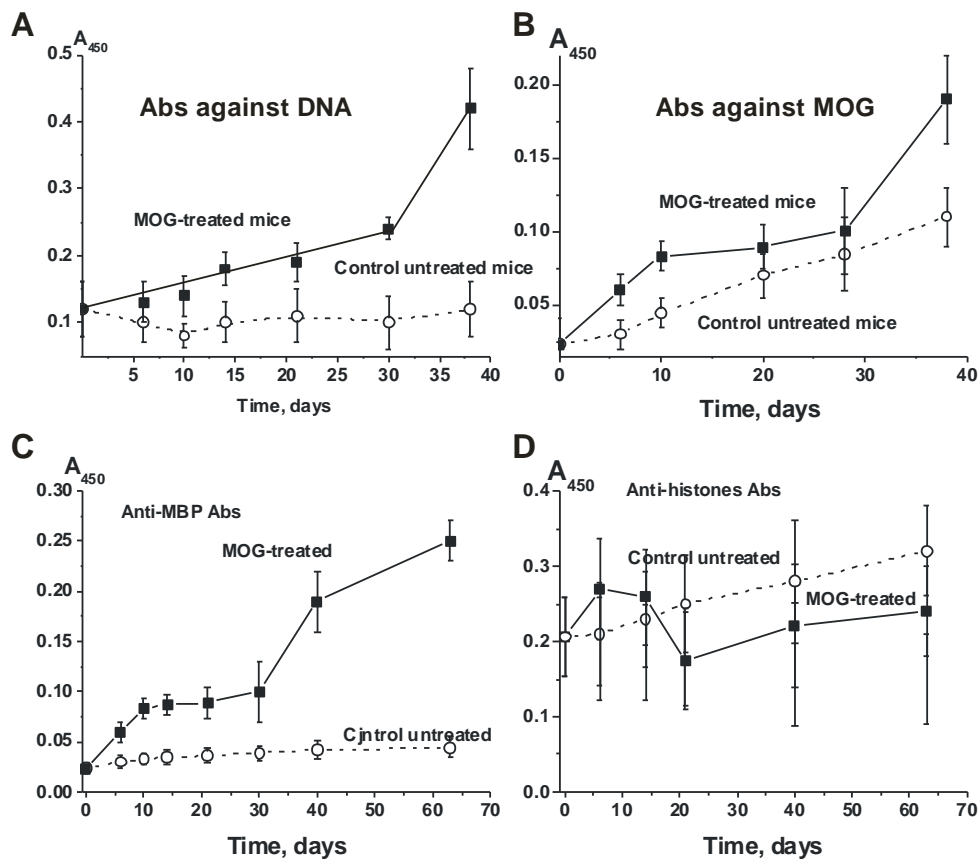 A
A450
0.5
0.4
0.3
0.2
0.1
Abs against DNA
MOG-treated mice
Control untreated mice
5 10 15 20 25 30 35 40
Time, days
B
A450
0.20
0.15
0.10
0.05
Abs against MOG
MOG-treated mice
Control untreated mice
0 10 20 30 40
Time, days
C
A450
0.30
0.25
0.20
0.15
0.10
0.05
0.00
Anti-MBP Abs
MOG-treated
Cjntrol untreated
0 10 20 30 40 50 60 70
Time, days
D
A450
0.4
0.3
0.2
0.1
0.0
Anti-histones Abs
Control untreated
MOG-treated
0 10 20 30 40 50 60 70
Time, days